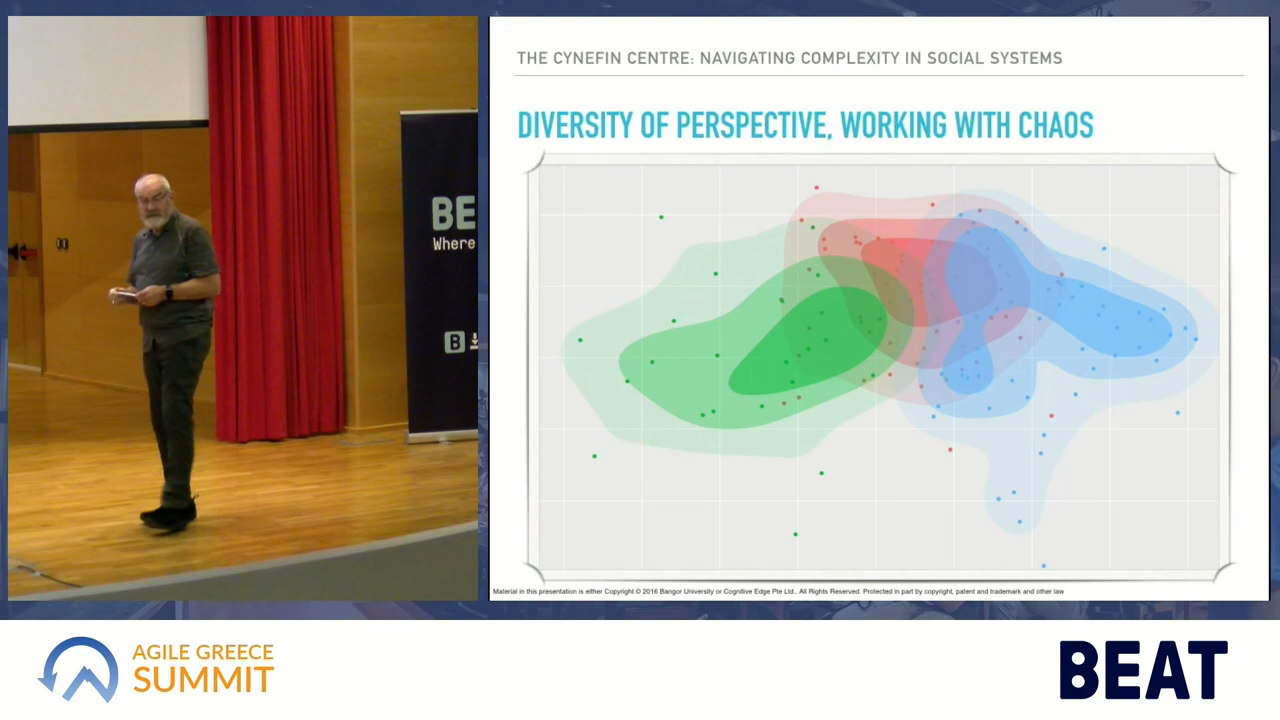 THE CYNEFIN CENTRE: NAVIGATING COMPLEXITY IN SOCIAL SYSTEMS
DIVERSITY OF PERSPECTIVE, WORKING WITH CHAOS
BE
Where
B
Material in this presentation is either Copyright © 2016 Bangor University or Cognitive Edge Pte Ltd.. All Rights Reserved. Protected in part by copyright, patent and trademark and other law
AGILE GREECE
SUMMIT
BEAT